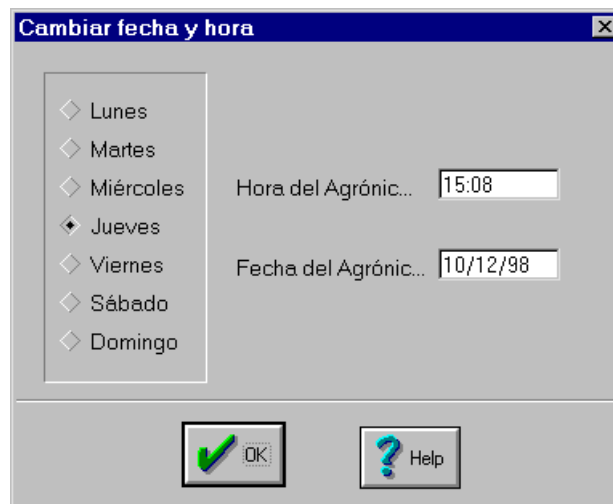 Cambiar fecha y hora
Lunes
Martes
Miércoles
Jueves
Viernes
Sábado
Domingo
Hora del Agrónic... 15:08
Fecha del Agrónic... 10/12/98
OK
Help